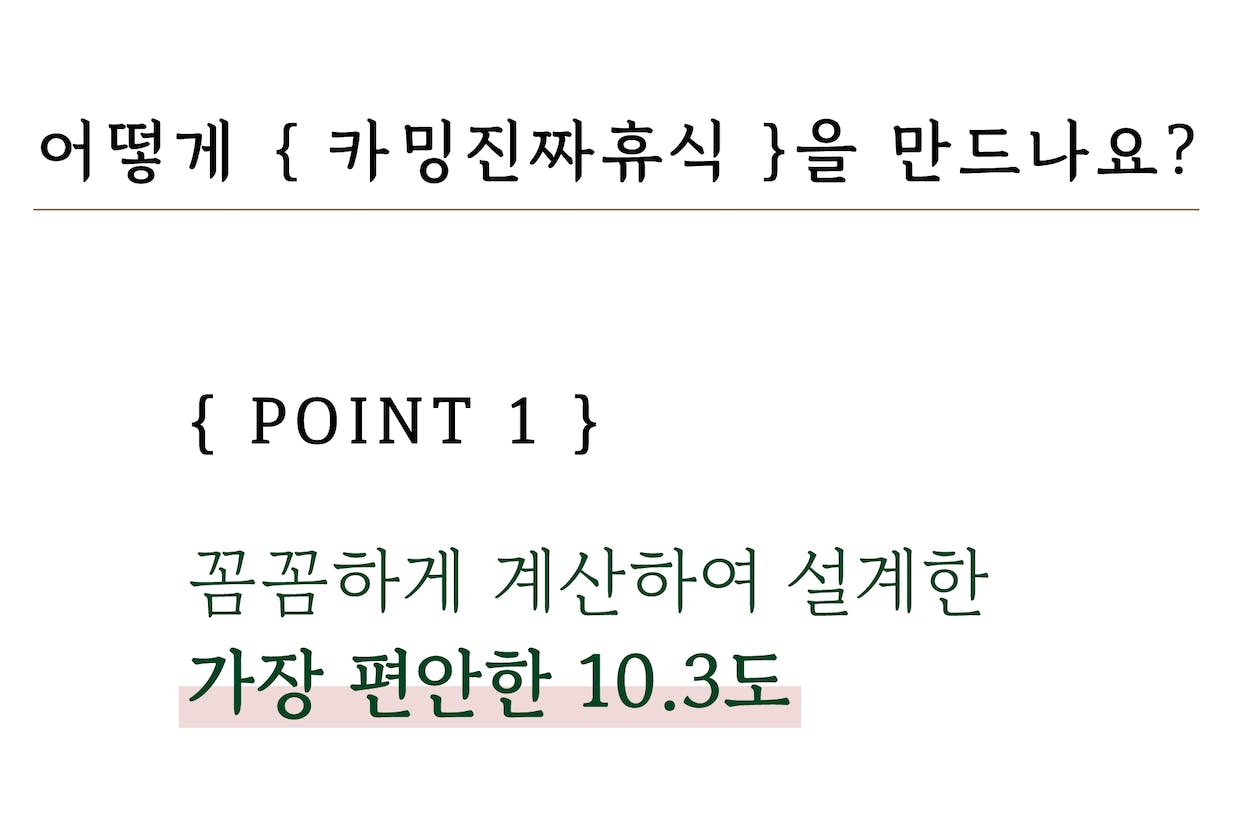 어떻게 { 카밍진짜휴식 }을 만드나요?
{ POINT 1 }
꼼꼼하게 계산하여 설계한
가장 편안한 10.3도